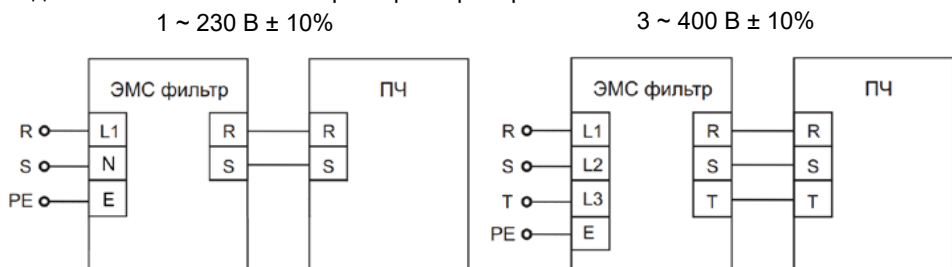 1 ~ 230 В ± 10%
3 ~ 400 В ± 10%
ЭМС фильтр
ПЧ
R
L1
R
R
S
N
S
S
PE
E
ЭМС фильтр
ПЧ
R
L1
R
R
S
L2
S
S
T
L3
T
T
PE
E